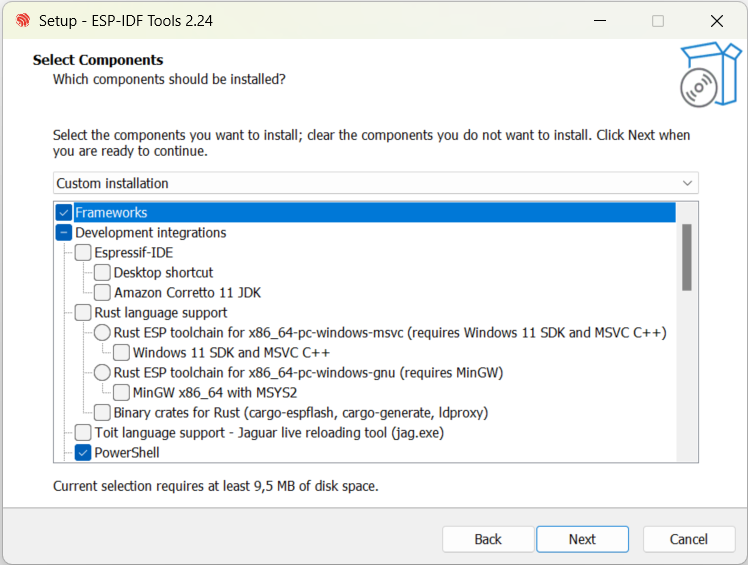 Setup - ESP-IDF Tools 2.24
Select Components
Which components should be installed?
Select the components you want to install; clear the components you do not want to install. Click Next when
you are ready to continue.
Custom installation
Frameworks
Development integrations
Espressif-IDE
Desktop shortcut
Amazon Corretto 11 JDK
Rust language support
Rust ESP toolchain for x86_64-pc-windows-msvc (requires Windows 11 SDK and MSVC C++)
Windows 11 SDK and MSVC C++
Rust ESP toolchain for x86_64-pc-windows-gnu (requires MinGW)
MinGW x86_64 with MSYS2
Binary crates for Rust (cargo-espflash, cargo-generate, ldproxy)
Toit language support - Jaguar live reloading tool (jag.exe)
PowerShell
Current selection requires at least 9,5 MB of disk space.
Back
Next
Cancel